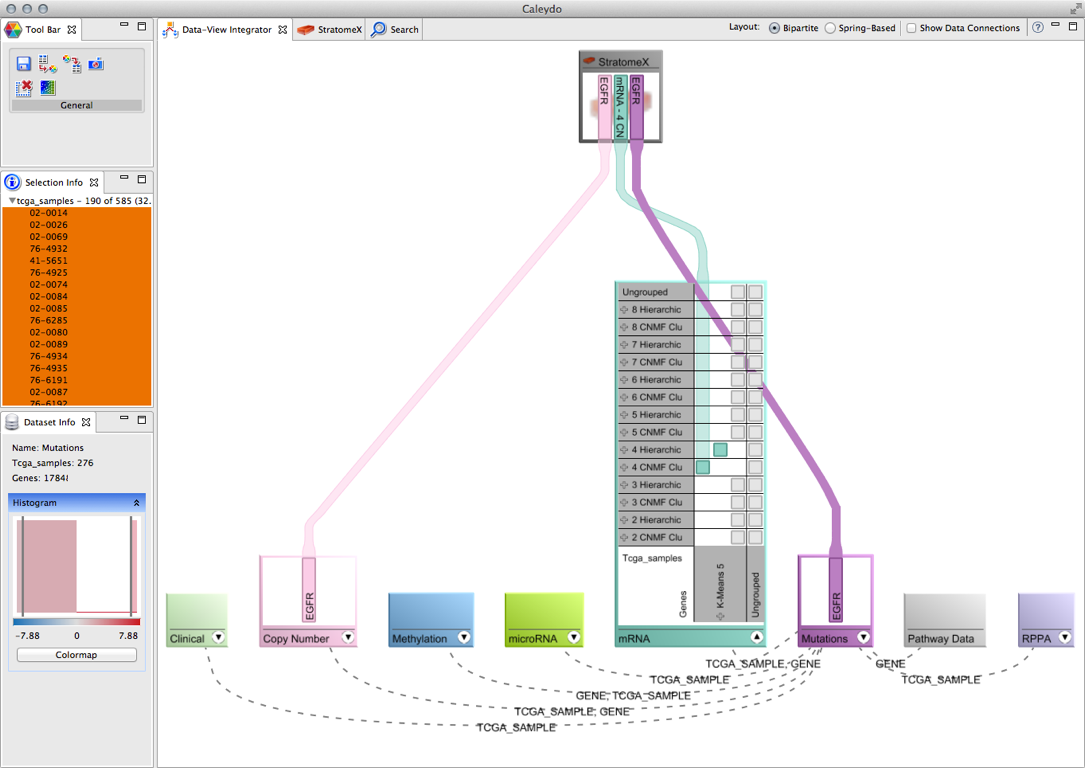 Caleydo
Tool Bar
General
Selection Info
tcga_samples - 190 of 585 (32.
02-0014
02-0026
02-0069
76-4932
41-5651
76-4925
02-0074
02-0084
02-0085
76-6285
02-0080
02-0089
76-4934
76-4935
76-6191
02-0087
76-6192
Dataset Info
Name: Mutations
Tcga_samples: 276
Genes: 17848
Histogram
-7.88 0 7.88
Colormap
Data-View Integrator StratomeX Search
Layout: Bipartite Spring-Based Show Data Connections
StratomeX
EGFR
mRNA - 4 CN
EGFR
Ungrouped
8 Hierarchic
8 CNMF Clu
7 Hierarchic
7 CNMF Clu
6 Hierarchic
6 CNMF Clu
5 Hierarchic
5 CNMF Clu
4 Hierarchic
4 CNMF Clu
3 Hierarchic
3 CNMF Clu
2 Hierarchic
2 CNMF Clu
Tcga_samples
Genes
K-Means 5
Ungrouped
EGFR
EGFR
Clinical
Copy Number
Methylation
microRNA
mRNA
Mutations
Pathway Data
RPPA
TCGA_SAMPLE, GENE
GENE
TCGA_SAMPLE
TCGA_SAMPLE
GENE, TCGA_SAMPLE
TCGA_SAMPLE, GENE
TCGA_SAMPLE